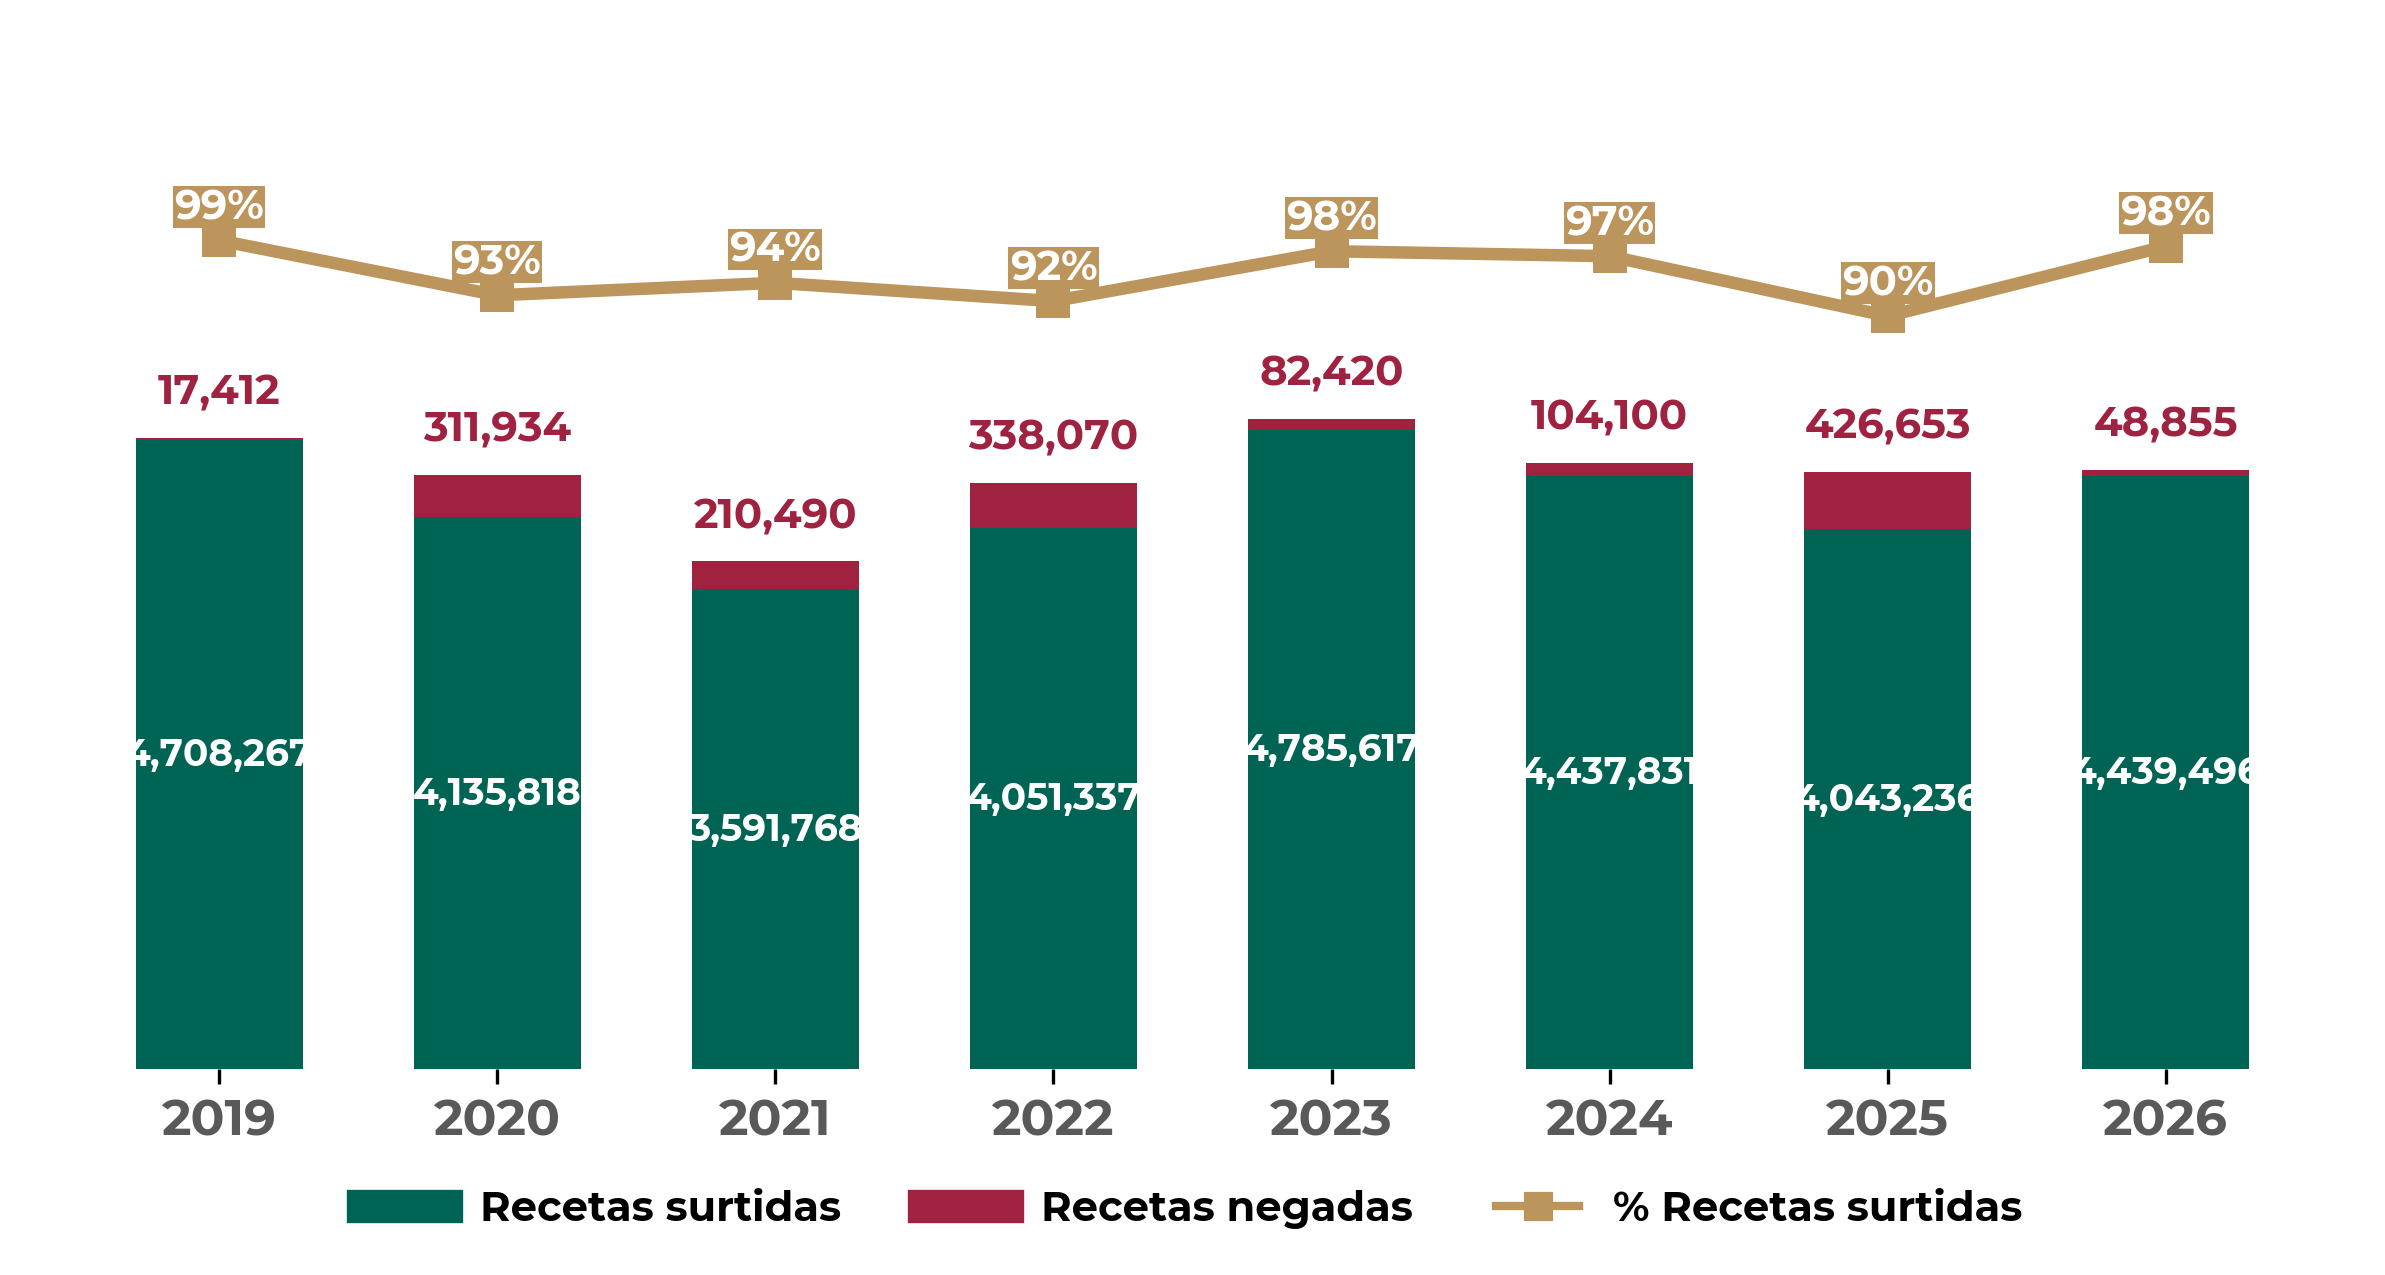 99% 93% 94% 92% 98% 97% 90% 98%
17,412 311,934 210,490 338,070 82,420 104,100 426,653 48,855
4,708,267 4,135,818 3,591,768 4,051,337 4,785,617 4,437,831 4,043,236 4,439,496
2019 2020 2021 2022 2023 2024 2025 2026
Recetas surtidas Recetas negadas % Recetas surtidas